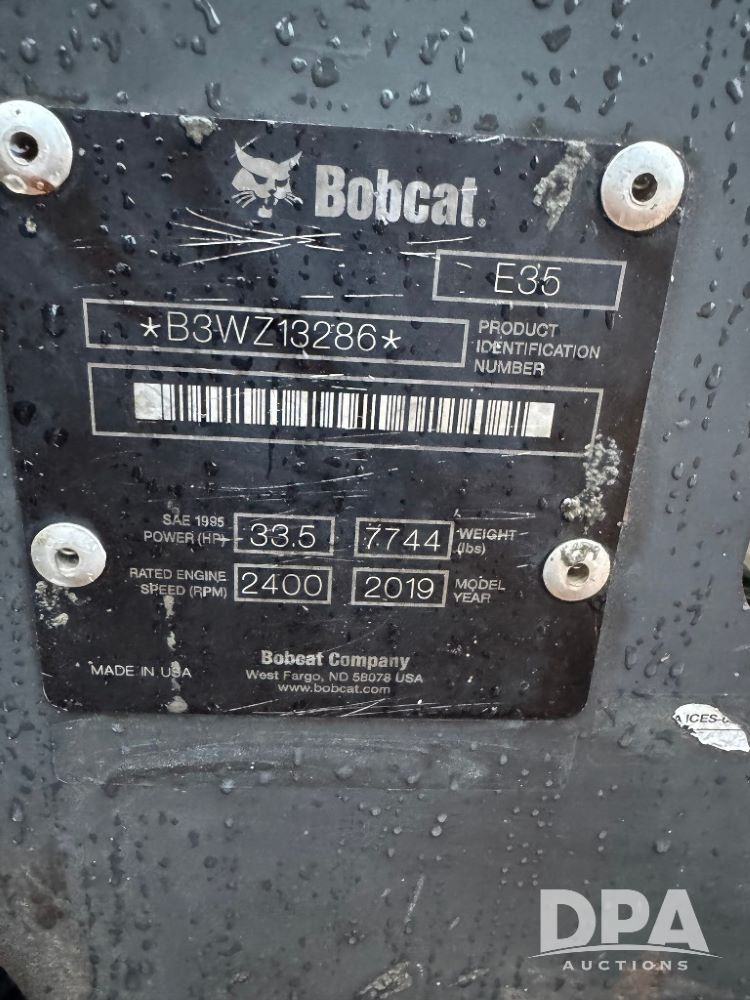 Bobcat.
E35
*B3WZ13286*
PRODUCT
IDENTIFICATION
NUMBER
SAE 1995
POWER (HP)
33.5
7744
WEIGHT
(lbs)
RATED ENGINE
SPEED (RPM)
2400
2019
MODEL
YEAR
MADE IN USA
Bobcat Company
West Fargo, ND 58078 USA
www.bobcat.com
ICES-
DPA
AUCTIONS